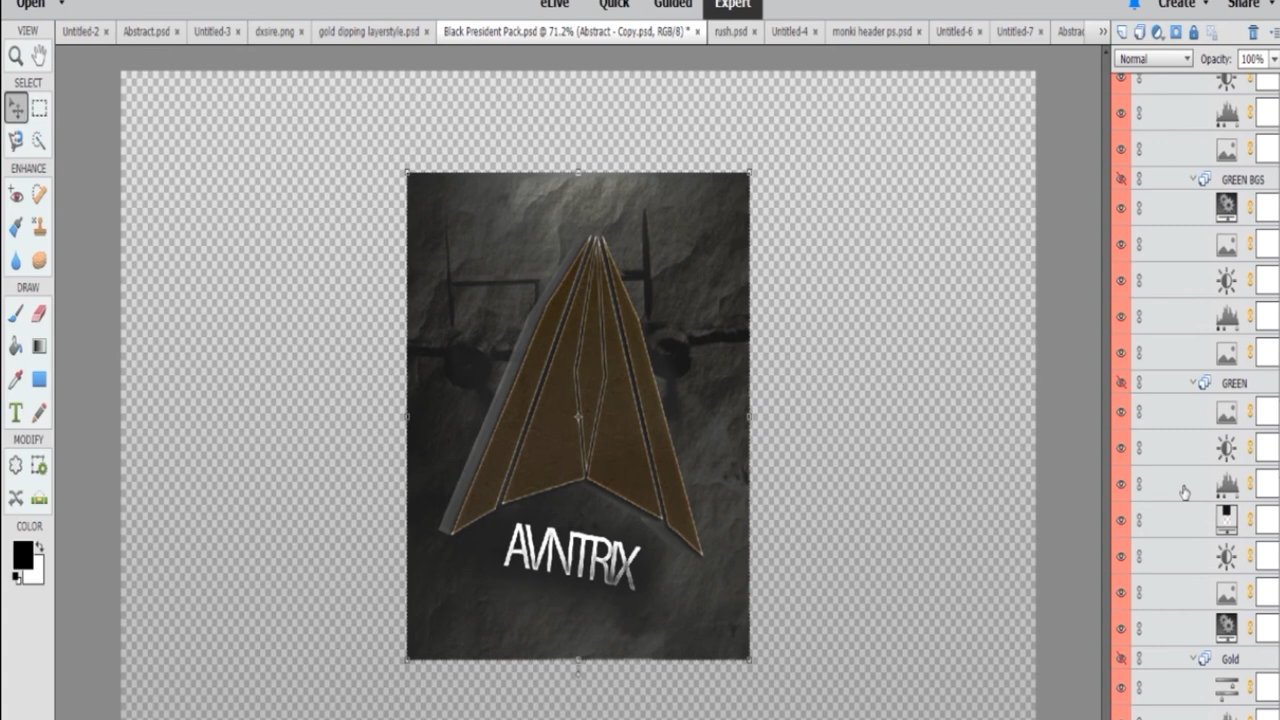 Open
eLive
Quick
Guided
Expert
Create
Share
VIEW
Untitled-2 ×
Abstract.psd ×
Untitled-3 ×
dxsire.png ×
gold dipping layerstyle.psd ×
Black President Pack.psd @ 71.2% (Abstract - Copy.psd, RGB/8) * ×
rush.psd ×
Untitled-4 ×
monki header ps.psd ×
Untitled-6 ×
Untitled-7 ×
Abstrac
Normal
Opacity: 100%
SELECT
ENHANCE
DRAW
T
MODIFY
COLOR
AVNTRIX
GREEN BGS
GREEN
Gold